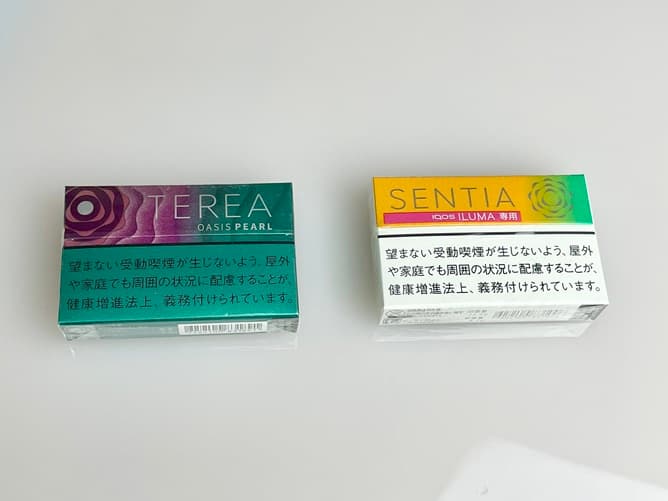 TEREA
OASIS PEARL
望まない受動喫煙が生じないよう、屋外
や家庭でも周囲の状況に配慮することが、
健康増進法上、義務付けられています。
SENTIA
IQOS ILUMA 専用
望まない受動喫煙が生じないよう、屋外
や家庭でも周囲の状況に配慮することが、
健康増進法上、義務付けられています。